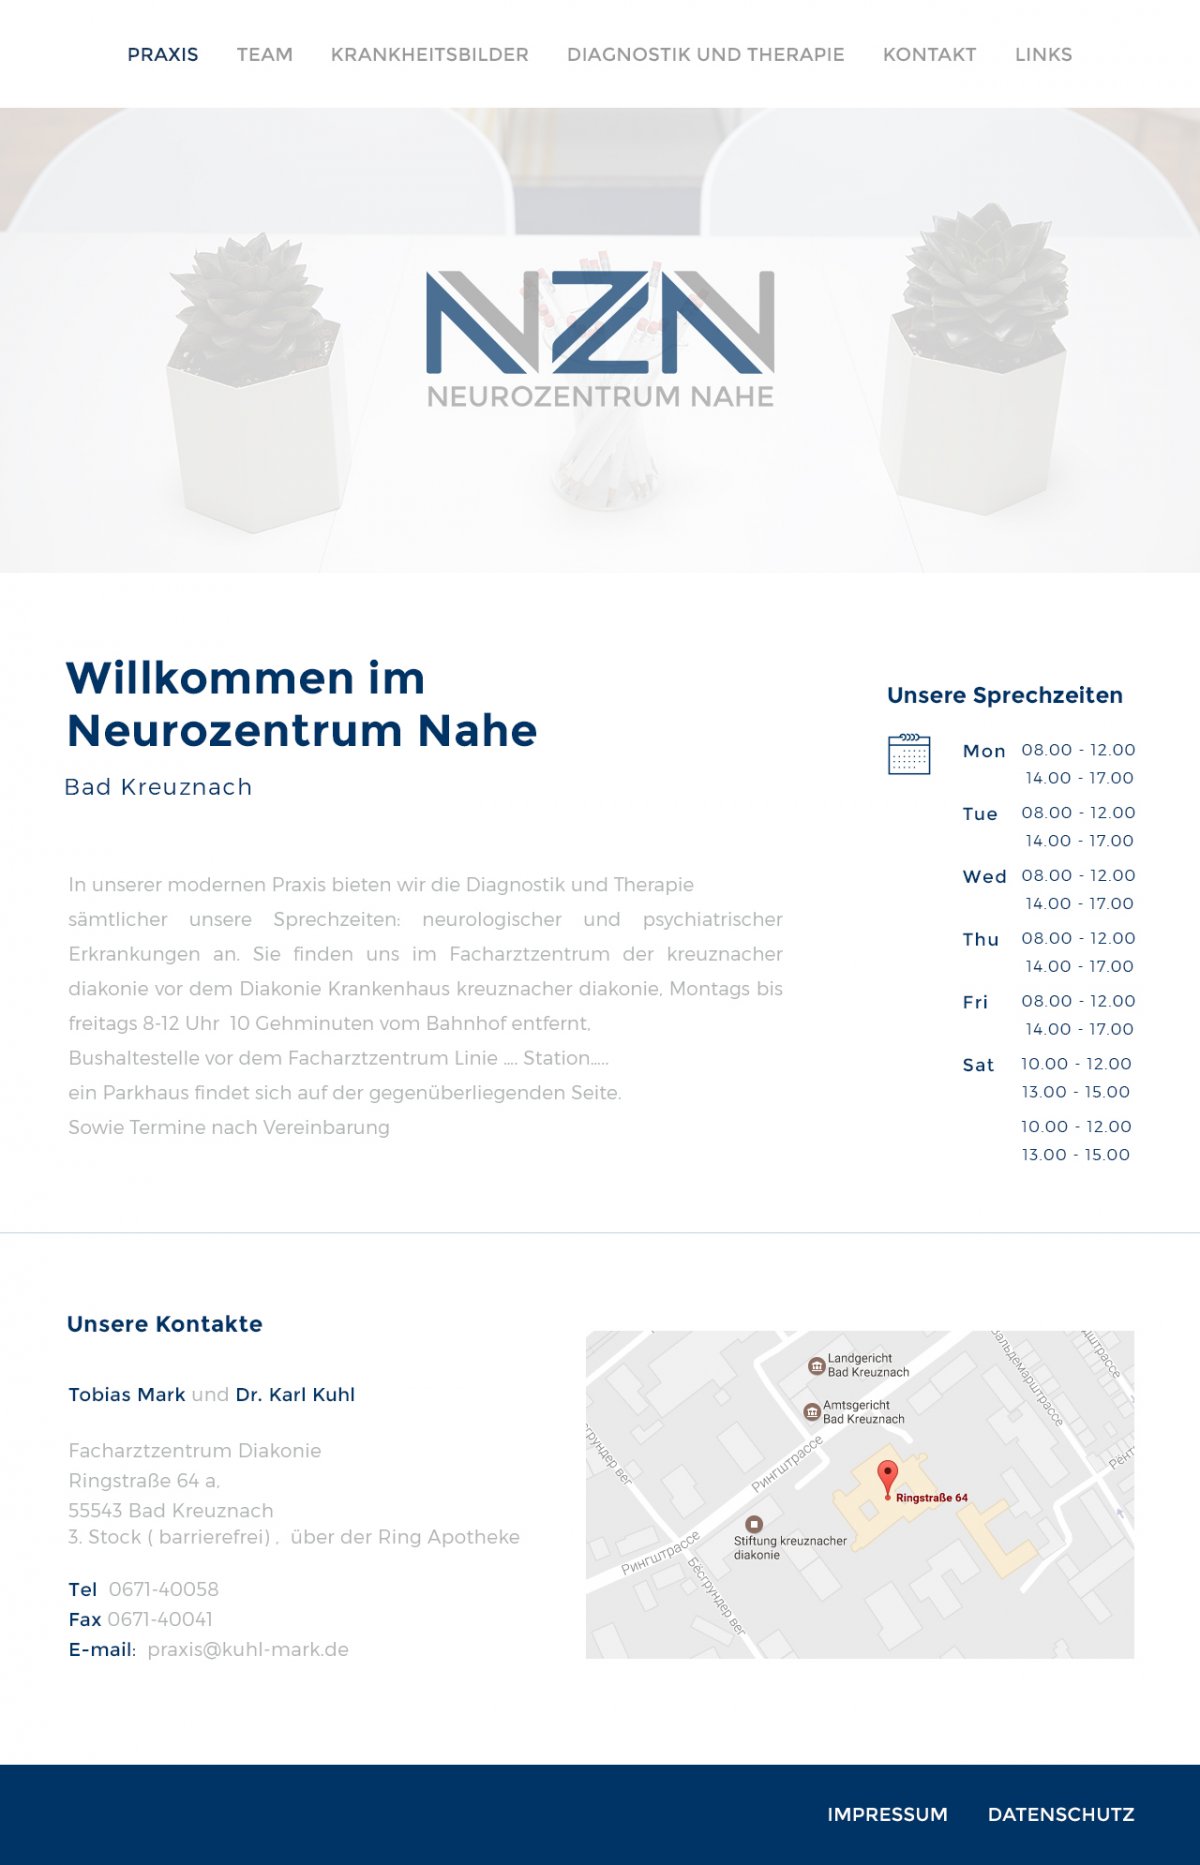 PRAXIS TEAM KRANKHEITSBILDER DIAGNOSTIK UND THERAPIE KONTAKT LINKS
NZN
NEUROZENTRUM NAHE
Willkommen im
Neurozentrum Nahe
Bad Kreuznach
In unserer modernen Praxis bieten wir die Diagnostik und Therapie
sämtlicher unsere Sprechzeiten: neurologischer und psychiatrischer
Erkrankungen an. Sie finden uns im Facharztzentrum der kreuznacher
diakonie vor dem Diakonie Krankenhaus kreuznacher diakonie, Montags bis
freitags 8-12 Uhr  10 Gehminuten vom Bahnhof entfernt,
Bushaltestelle vor dem Facharztzentrum Linie .... Station.....
ein Parkhaus findet sich auf der gegenüberliegenden Seite.
Sowie Termine nach Vereinbarung
Unsere Sprechzeiten
Mon 08.00 - 12.00
14.00 - 17.00
Tue 08.00 - 12.00
14.00 - 17.00
Wed 08.00 - 12.00
14.00 - 17.00
Thu 08.00 - 12.00
14.00 - 17.00
Fri 08.00 - 12.00
14.00 - 17.00
Sat 10.00 - 12.00
13.00 - 15.00
10.00 - 12.00
13.00 - 15.00
Unsere Kontakte
Tobias Mark und Dr. Karl Kuhl
Facharztzentrum Diakonie
Ringstraße 64 a,
55543 Bad Kreuznach
3. Stock ( barrierefrei) ,  über der Ring Apotheke
Tel  0671-40058
Fax 0671-40041
E-mail:  praxis@kuhl-mark.de
Landgericht
Bad Kreuznach
Amtsgericht
Bad Kreuznach
Рингштрассе
Ringstraße 64
Stiftung kreuznacher
diakonie
Рингштрассе
Бёсгрундер вег
Вальдемарштрассе
IMPRESSUM DATENSCHUTZ